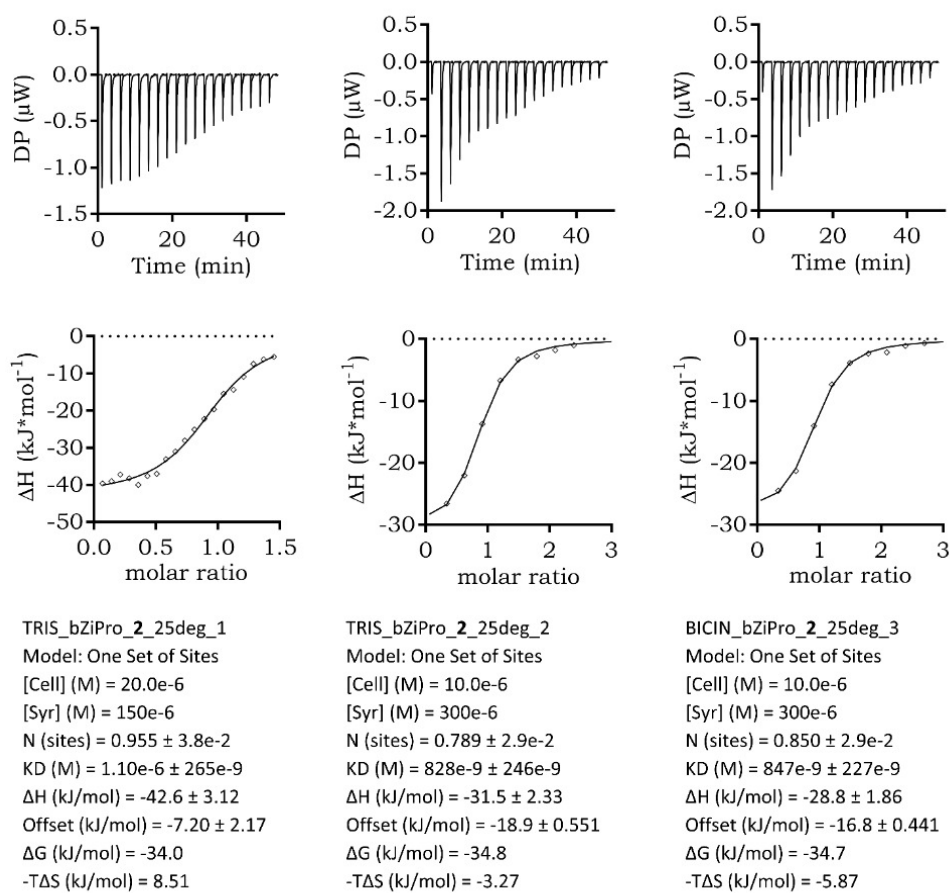 0.0
-0.5
-1.0
-1.5
DP (µW)
0 20 40
Time (min)
0.0
-0.5
-1.0
-1.5
-2.0
DP (µW)
0 20 40
Time (min)
0.0
-0.5
-1.0
-1.5
-2.0
DP (µW)
0 20 40
Time (min)
0
-10
-20
-30
-40
-50
ΔH (kJ*mol⁻¹)
0.0 0.5 1.0 1.5
molar ratio
0
-10
-20
-30
ΔH (kJ*mol⁻¹)
0 1 2 3
molar ratio
0
-10
-20
-30
ΔH (kJ*mol⁻¹)
0 1 2 3
molar ratio
TRIS_bZiPro_2_25deg_1
Model: One Set of Sites
[Cell] (M) = 20.0e-6
[Syr] (M) = 150e-6
N (sites) = 0.955 ± 3.8e-2
KD (M) = 1.10e-6 ± 265e-9
ΔH (kJ/mol) = -42.6 ± 3.12
Offset (kJ/mol) = -7.20 ± 2.17
ΔG (kJ/mol) = -34.0
-TΔS (kJ/mol) = 8.51
TRIS_bZiPro_2_25deg_2
Model: One Set of Sites
[Cell] (M) = 10.0e-6
[Syr] (M) = 300e-6
N (sites) = 0.789 ± 2.9e-2
KD (M) = 828e-9 ± 246e-9
ΔH (kJ/mol) = -31.5 ± 2.33
Offset (kJ/mol) = -18.9 ± 0.551
ΔG (kJ/mol) = -34.8
-TΔS (kJ/mol) = -3.27
BICIN_bZiPro_2_25deg_3
Model: One Set of Sites
[Cell] (M) = 10.0e-6
[Syr] (M) = 300e-6
N (sites) = 0.850 ± 2.9e-2
KD (M) = 847e-9 ± 227e-9
ΔH (kJ/mol) = -28.8 ± 1.86
Offset (kJ/mol) = -16.8 ± 0.441
ΔG (kJ/mol) = -34.7
-TΔS (kJ/mol) = -5.87